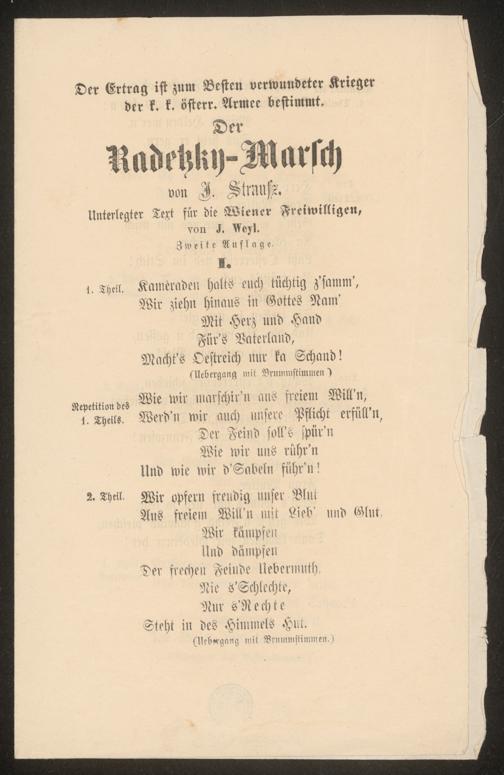 Der Ertrag ist zum Besten verwundeter Krieger
der k. k. österr. Armee bestimmt.
Der
Radetzky-Marsch
von J. Strausz.
Unterlegter Text für die Wiener Freiwilligen,
von J. Weyl.
Zweite Auflage.
I.
1. Theil. Kameraden halts euch tüchtig z'samm',
Wir ziehn hinaus in Gottes Nam'
Mit Herz und Hand
Für's Vaterland,
Macht's Oestreich nur ka Schand!
(Uebergang mit Brummstimmen)
Repetition des 1. Theils. Wie wir marschir'n aus freiem Will'n,
Werd'n wir auch unsere Pflicht erfüll'n,
Der Feind soll's spür'n
Wie wir uns rühr'n
Und wie wir d'Sabeln führ'n!
2. Theil. Wir opfern freudig unser Blut
Aus freiem Will'n mit Lieb' und Glut.
Wir kämpfen
Und dämpfen
Der frechen Feinde Uebermuth.
Nie s'Schlechte,
Nur s'Rechte
Steht in des Himmels Hut.
(Uebergang mit Brummstimmen.)